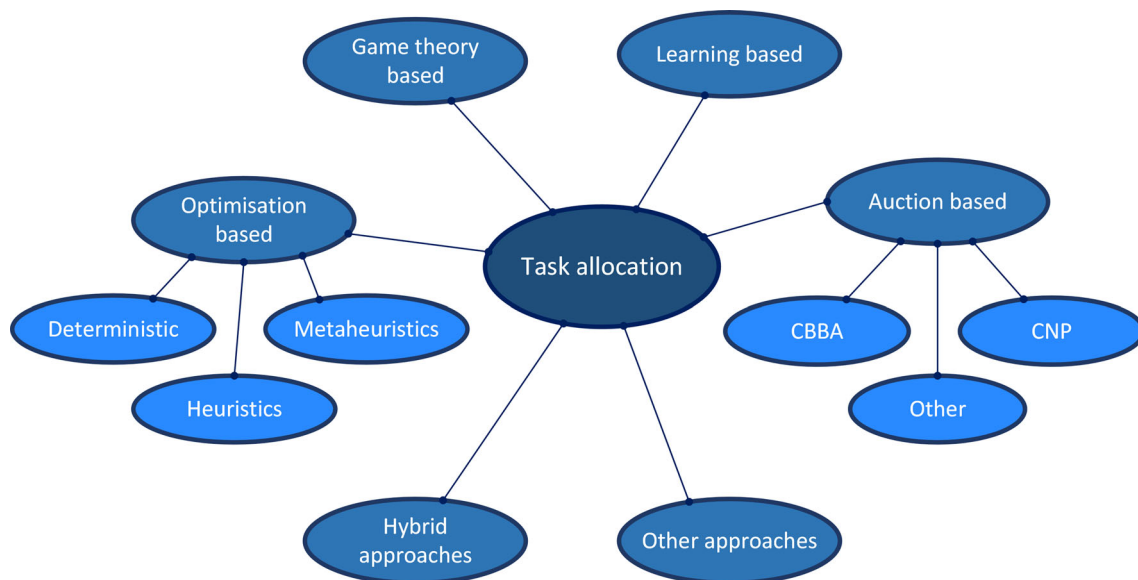 Game theory
based
Learning based
Optimisation
based
Auction based
Task allocation
Deterministic
Metaheuristics
Heuristics
CBBA
CNP
Other
Hybrid
approaches
Other approaches